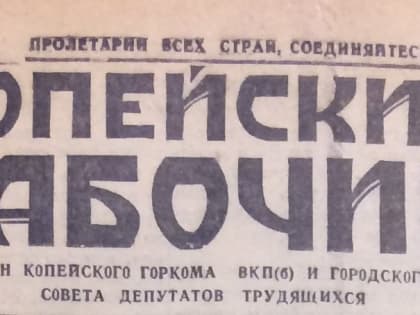 ПРОЛЕТАРИИ ВСЕХ СТРАН, СОЕДИНЯЙТЕС
ОПЕЙСКИ
АБОЧИ
Н КОПЕЙСКОГО ГОРКОМА ВКП(б) И ГОРОДСКОГ
СОВЕТА ДЕПУТАТОВ ТРУДЯЩИХСЯ